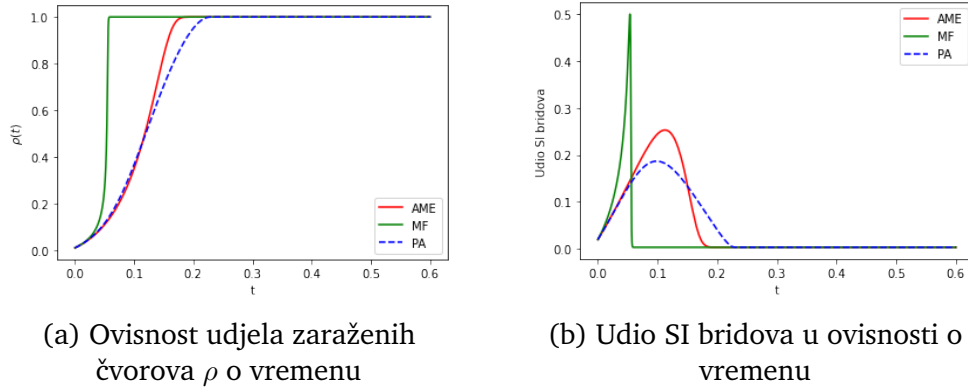 1.0
0.8
0.6
0.4
0.2
0.0
ρ(t)
0.0 0.1 0.2 0.3 0.4 0.5 0.6
t
AME
MF
PA
0.5
0.4
0.3
0.2
0.1
0.0
Udio SI bridova
0.0 0.1 0.2 0.3 0.4 0.5 0.6
t
AME
MF
PA
(a) Ovisnost udjela zaraženih
čvorova ρ o vremenu
(b) Udio SI bridova u ovisnosti o
vremenu